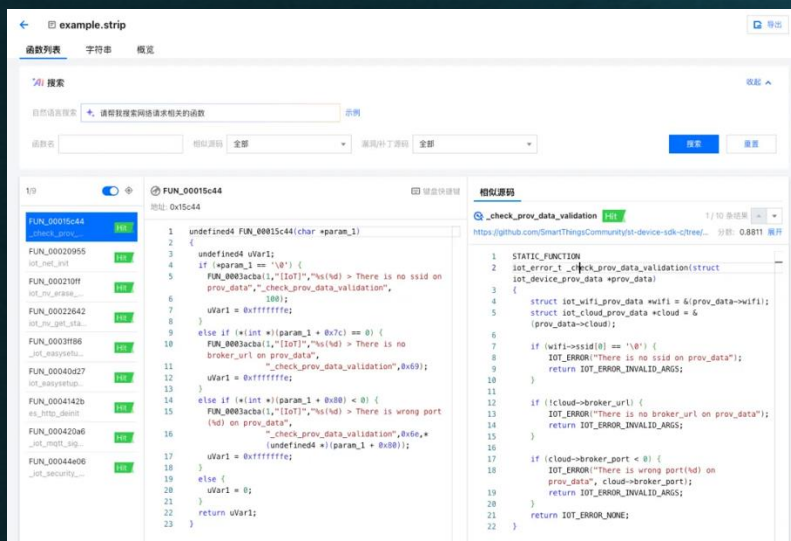 example.strip
导出
函数列表 字符串 概览
AI 搜索
收起
自然语言搜索 请帮我搜索网络请求相关的函数 示例
函数名 相似源码 全部 漏洞/补丁源码 全部 搜索 重置
1/9
FUN_00015c44
_check_prov_...
Hit
FUN_00020955
iot_net_init
Hit
FUN_000210ff
iot_nv_erase_...
Hit
FUN_00022642
iot_nv_get_sta...
Hit
FUN_0003ff86
_iot_easysetu...
Hit
FUN_00040d27
iot_easysetup...
Hit
FUN_0004142b
es_http_deinit
Hit
FUN_000420a6
_iot_mqtt_sig...
Hit
FUN_00044e06
_iot_security_...
Hit
FUN_00015c44 键盘快捷键
地址: 0x15c44
1 undefined4 FUN_00015c44(char *param_1)
2 {
3 undefined4 uVar1;
4 if (*param_1 == '\0') {
5 FUN_0003acba(1,"[IoT]","%s(%d) > There is no ssid on
prov_data","_check_prov_data_validation",
6 100);
7 uVar1 = 0xfffffffe;
8 }
9 else if (*(int *)(param_1 + 0x7c) == 0) {
10 FUN_0003acba(1,"[IoT]","%s(%d) > There is no
broker_url on prov_data",
11 "_check_prov_data_validation",0x69);
12 uVar1 = 0xfffffffe;
13 }
14 else if (*(int *)(param_1 + 0x80) < 0) {
15 FUN_0003acba(1,"[IoT]","%s(%d) > There is wrong port
(%d) on prov_data",
16 "_check_prov_data_validation",0x6e,*
(undefined4 *)(param_1 + 0x80));
17 uVar1 = 0xfffffffe;
18 }
19 else {
20 uVar1 = 0;
21 }
22 return uVar1;
23 }
相似源码
_check_prov_data_validation Hit 1 / 10 条结果
https://github.com/SmartThingsCommunity/st-device-sdk-c/tree/... 分数: 0.8811 展开
1 STATIC_FUNCTION
2 iot_error_t _check_prov_data_validation(struct
iot_device_prov_data *prov_data)
3 {
4 struct iot_wifi_prov_data *wifi = &(prov_data->wifi);
5 struct iot_cloud_prov_data *cloud = &
(prov_data->cloud);
6
7 if (wifi->ssid[0] == '\0') {
8 IOT_ERROR("There is no ssid on prov_data");
9 return IOT_ERROR_INVALID_ARGS;
10 }
11
12 if (!cloud->broker_url) {
13 IOT_ERROR("There is no broker_url on prov_data");
14 return IOT_ERROR_INVALID_ARGS;
15 }
16
17 if (cloud->broker_port < 0) {
18 IOT_ERROR("There is wrong port(%d) on
prov_data", cloud->broker_port);
19 return IOT_ERROR_INVALID_ARGS;
20 }
21 return IOT_ERROR_NONE;
22 }